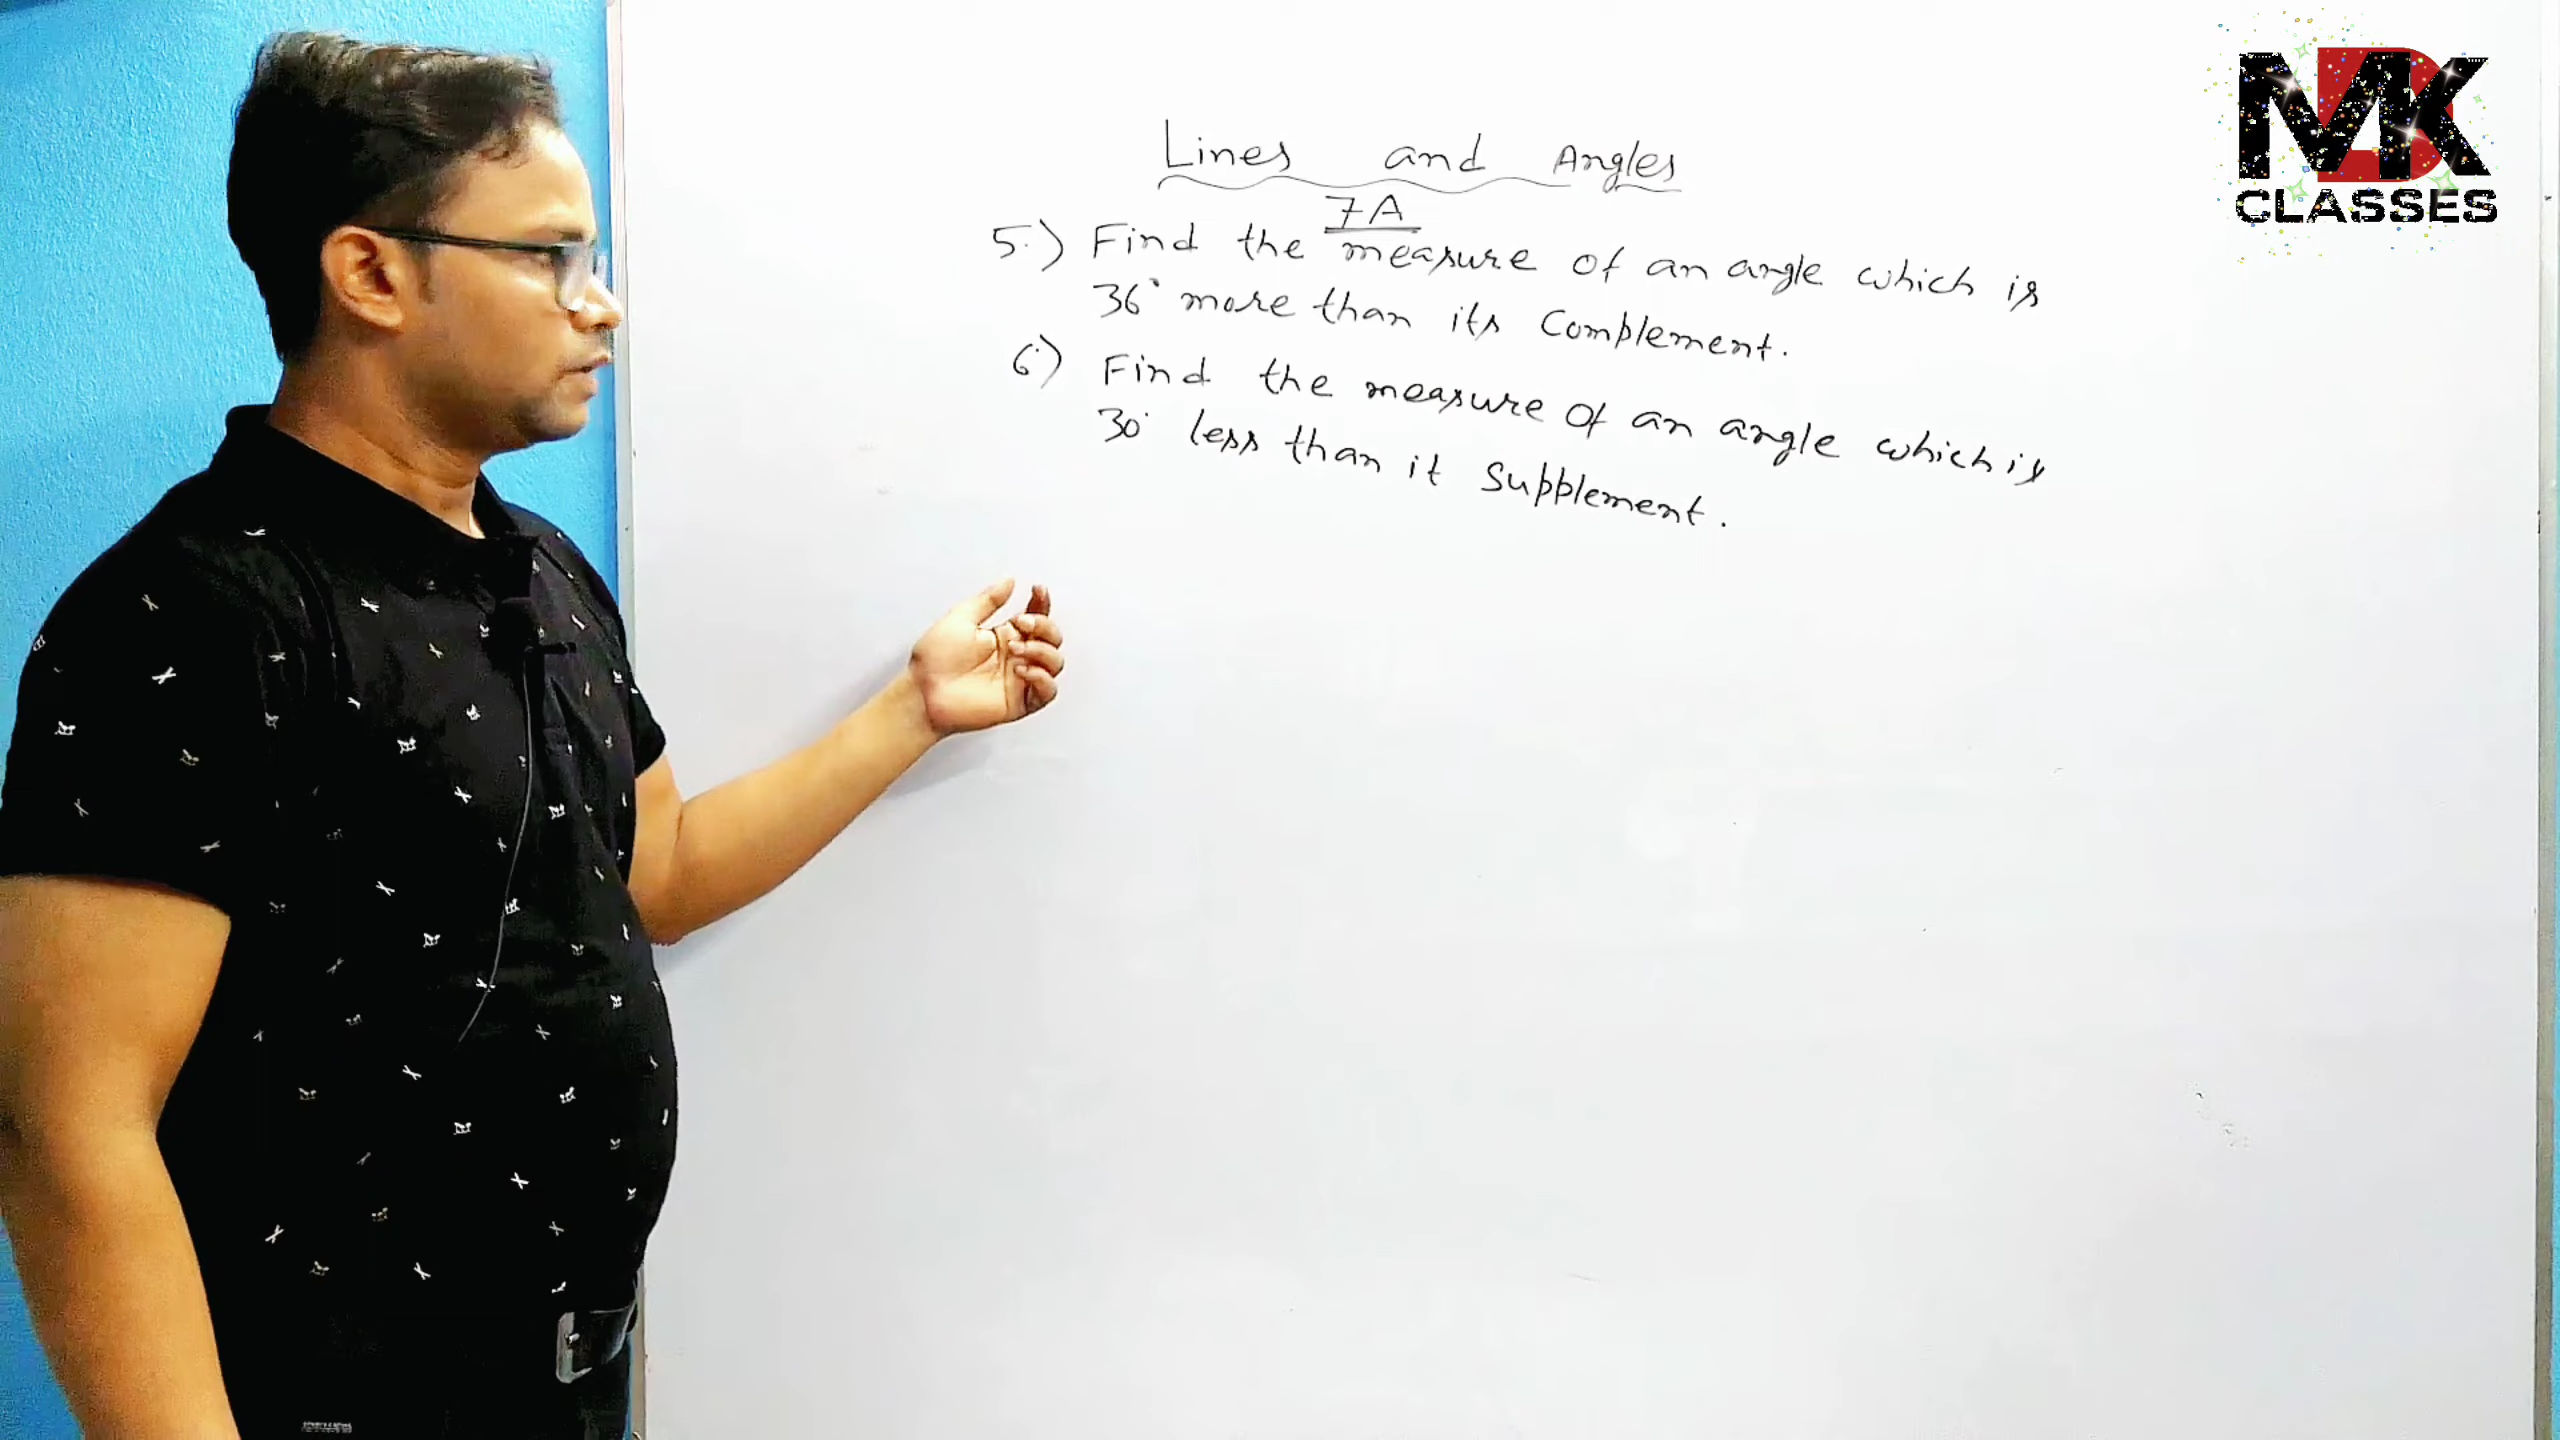 Lines and Angles
7A
5.) Find the measure of an angle which is
36° more than its Complement.
6.) Find the measure of an angle which is
30° less than it Supplement.
MDK
CLASSES